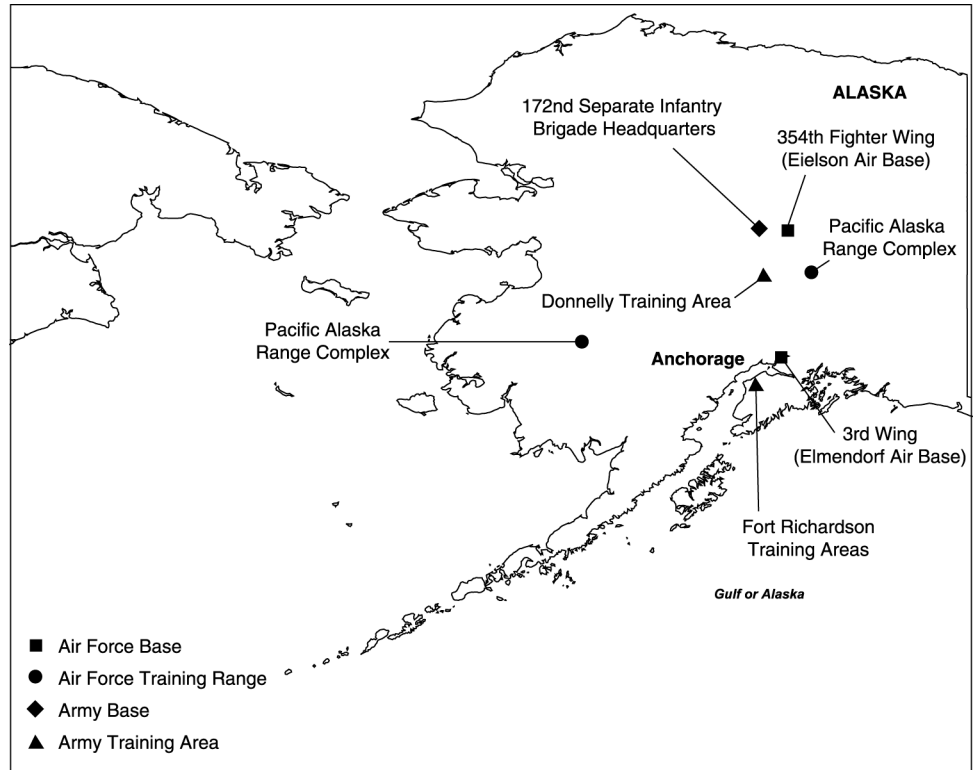 ALASKA
172nd Separate Infantry
Brigade Headquarters
354th Fighter Wing
(Eielson Air Base)
Pacific Alaska
Range Complex
Donnelly Training Area
Pacific Alaska
Range Complex
Anchorage
3rd Wing
(Elmendorf Air Base)
Fort Richardson
Training Areas
Gulf or Alaska
Air Force Base
Air Force Training Range
Army Base
Army Training Area